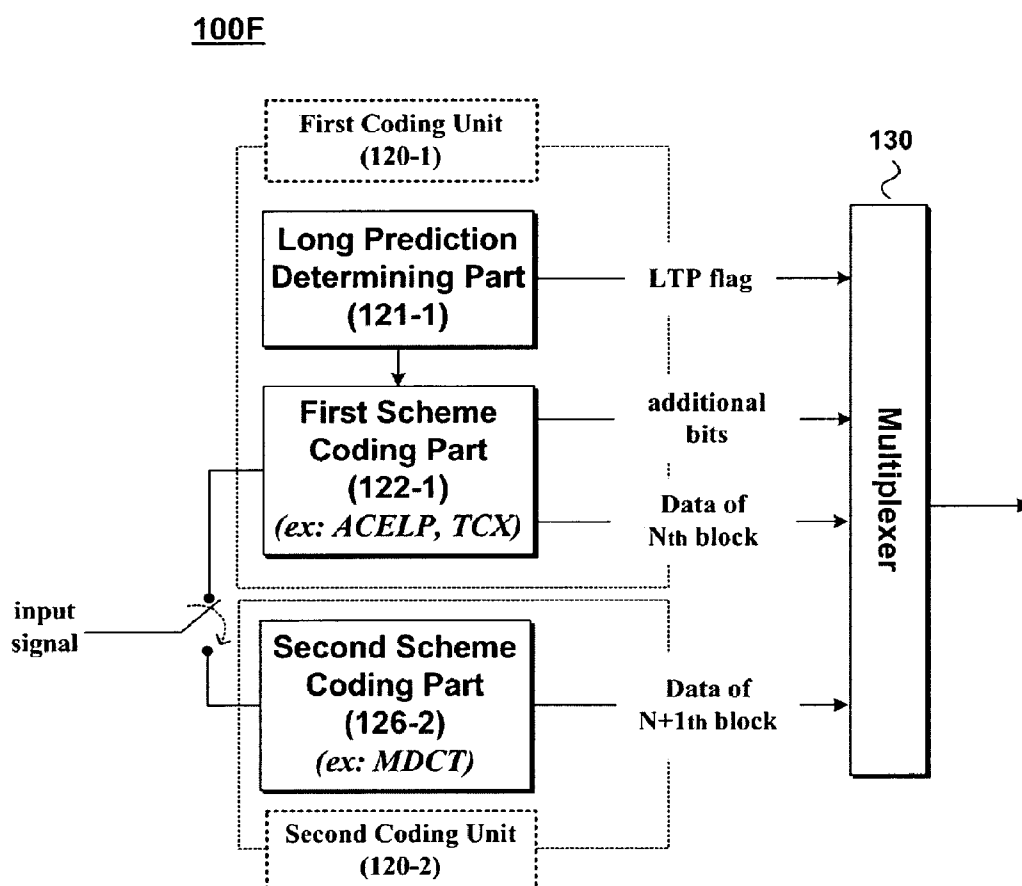 100F
First Coding Unit
(120-1)
130
Long Prediction
Determining Part
(121-1)
LTP flag
First Scheme
Coding Part
(122-1)
(ex: ACELP, TCX)
additional
bits
Data of
Nth block
Multiplexer
input
signal
Second Scheme
Coding Part
(126-2)
(ex: MDCT)
Data of
N+1th block
Second Coding Unit
(120-2)